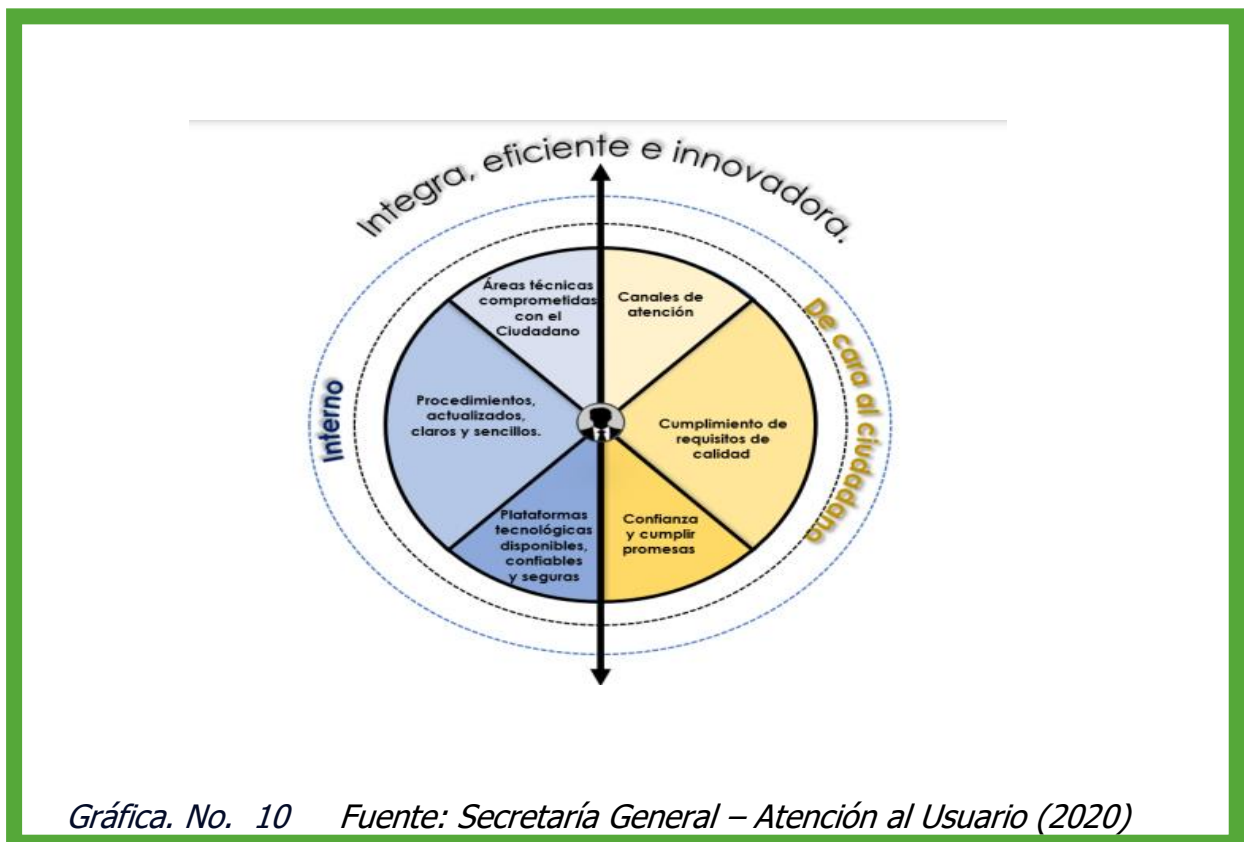 Integra, eficiente e innovadora.
Áreas técnicas
comprometidas
con el
Ciudadano
Canales de
atención
Interno
Procedimientos,
actualizados,
claros y sencillos.
Cumplimiento de
requisitos de
calidad
De cara al ciudadano
Plataformas
tecnológicas
disponibles,
confiables
y seguras
Confianza
y cumplir
promesas
Gráfica. No. 10 Fuente: Secretaría General – Atención al Usuario (2020)